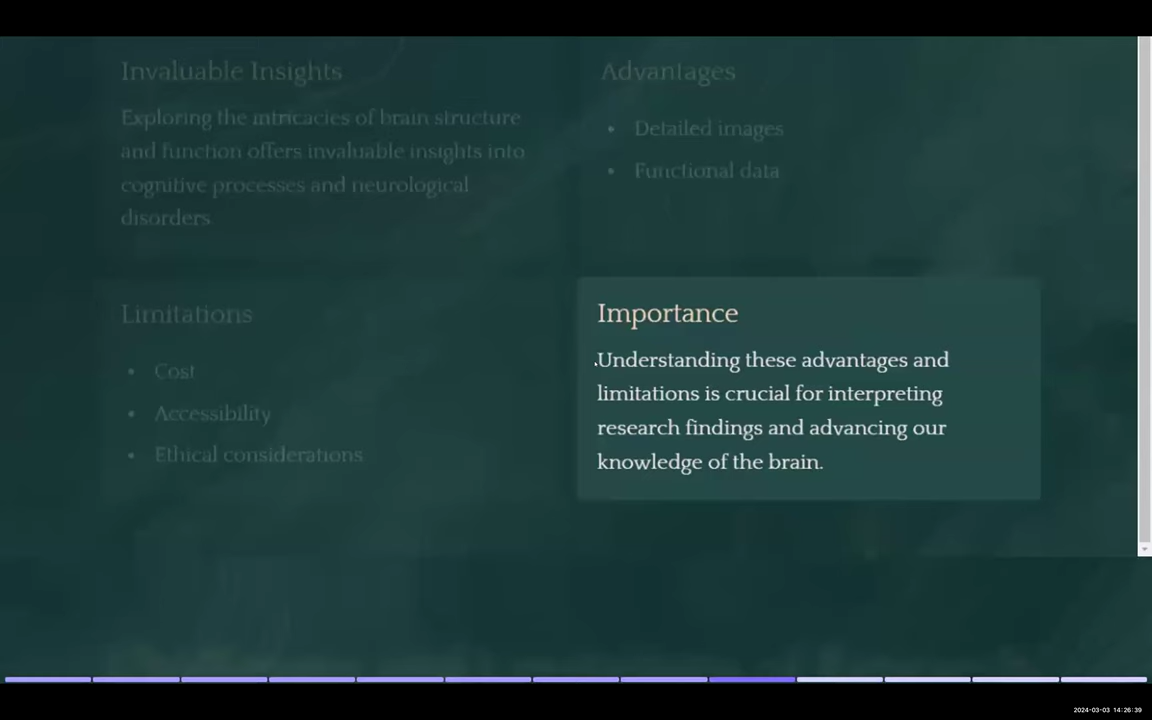 Invaluable Insights
Exploring the intricacies of brain structure
and function offers invaluable insights into
cognitive processes and neurological
disorders.
Advantages
• Detailed images
• Functional data
Limitations
• Cost
• Accessibility
• Ethical considerations
Importance
Understanding these advantages and
limitations is crucial for interpreting
research findings and advancing our
knowledge of the brain.
2024-03-03 14:26:39